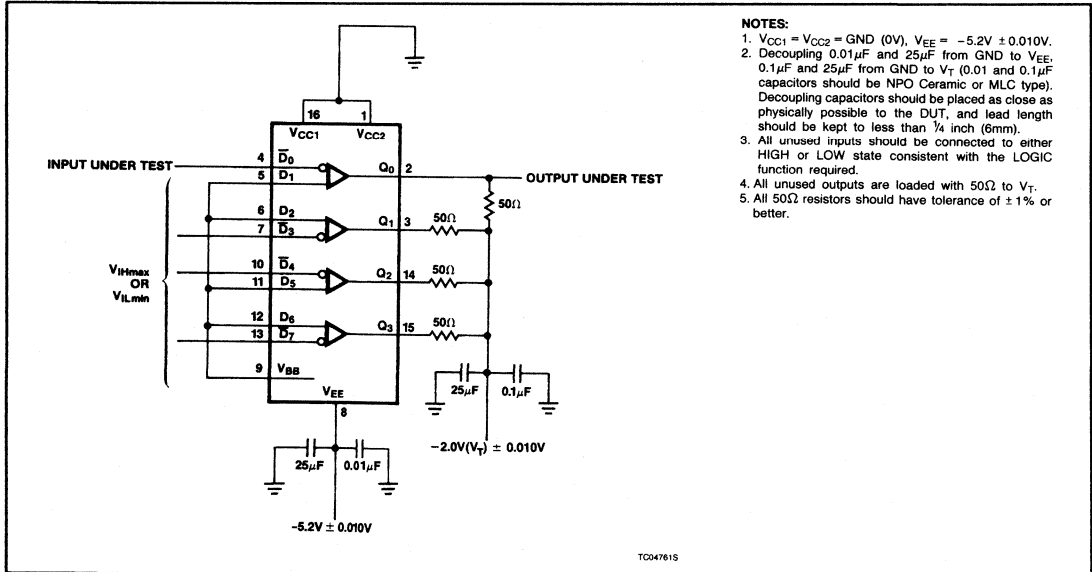 16
1
VCC1
VCC2
INPUT UNDER TEST
4
D̅0
5
D1
Q0
2
OUTPUT UNDER TEST
50Ω
6
D2
7
D̅3
Q1
3
50Ω
10
D̅4
11
D5
Q2
14
50Ω
12
D6
13
D̅7
Q3
15
50Ω
VIHmax
OR
VILmin
9
VBB
VEE
8
25μF
0.1μF
−2.0V(VT) ± 0.010V
25μF
0.01μF
−5.2V ± 0.010V
NOTES:
1. VCC1 = VCC2 = GND (0V), VEE = −5.2V ±0.010V.
2. Decoupling 0.01μF and 25μF from GND to VEE,
0.1μF and 25μF from GND to VT (0.01 and 0.1μF
capacitors should be NPO Ceramic or MLC type).
Decoupling capacitors should be placed as close as
physically possible to the DUT, and lead length
should be kept to less than ¼ inch (6mm).
3. All unused inputs should be connected to either
HIGH or LOW state consistent with the LOGIC
function required.
4. All unused outputs are loaded with 50Ω to VT.
5. All 50Ω resistors should have tolerance of ±1% or
better.
TC04761S